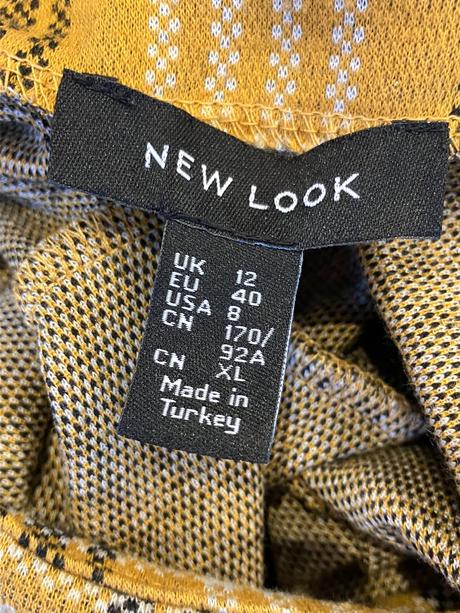 NEW LOOK
UK 12
EU 40
USA 8
CN 170/
92A
CN XL
Made in
Turkey